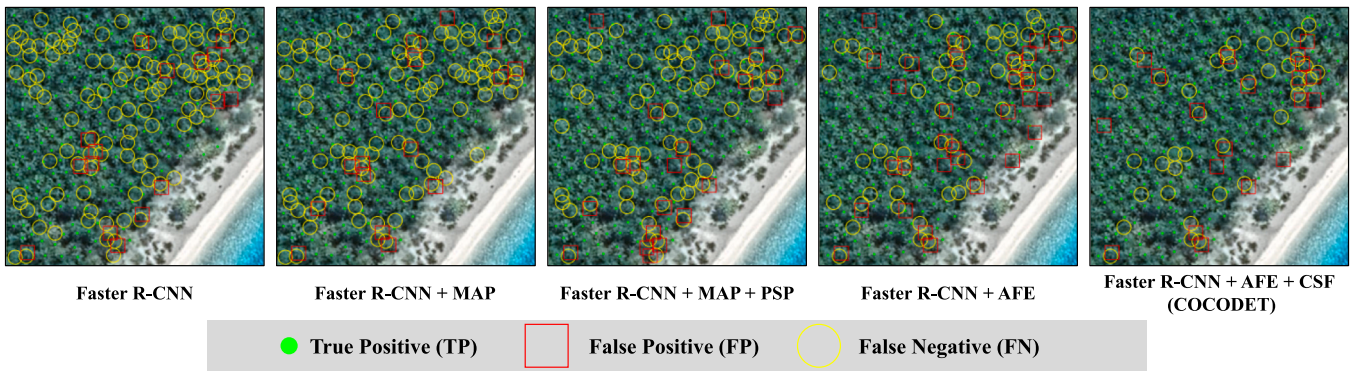 Faster R-CNN
Faster R-CNN + MAP
Faster R-CNN + MAP + PSP
Faster R-CNN + AFE
Faster R-CNN + AFE + CSF
(COCODET)
True Positive (TP)
False Positive (FP)
False Negative (FN)